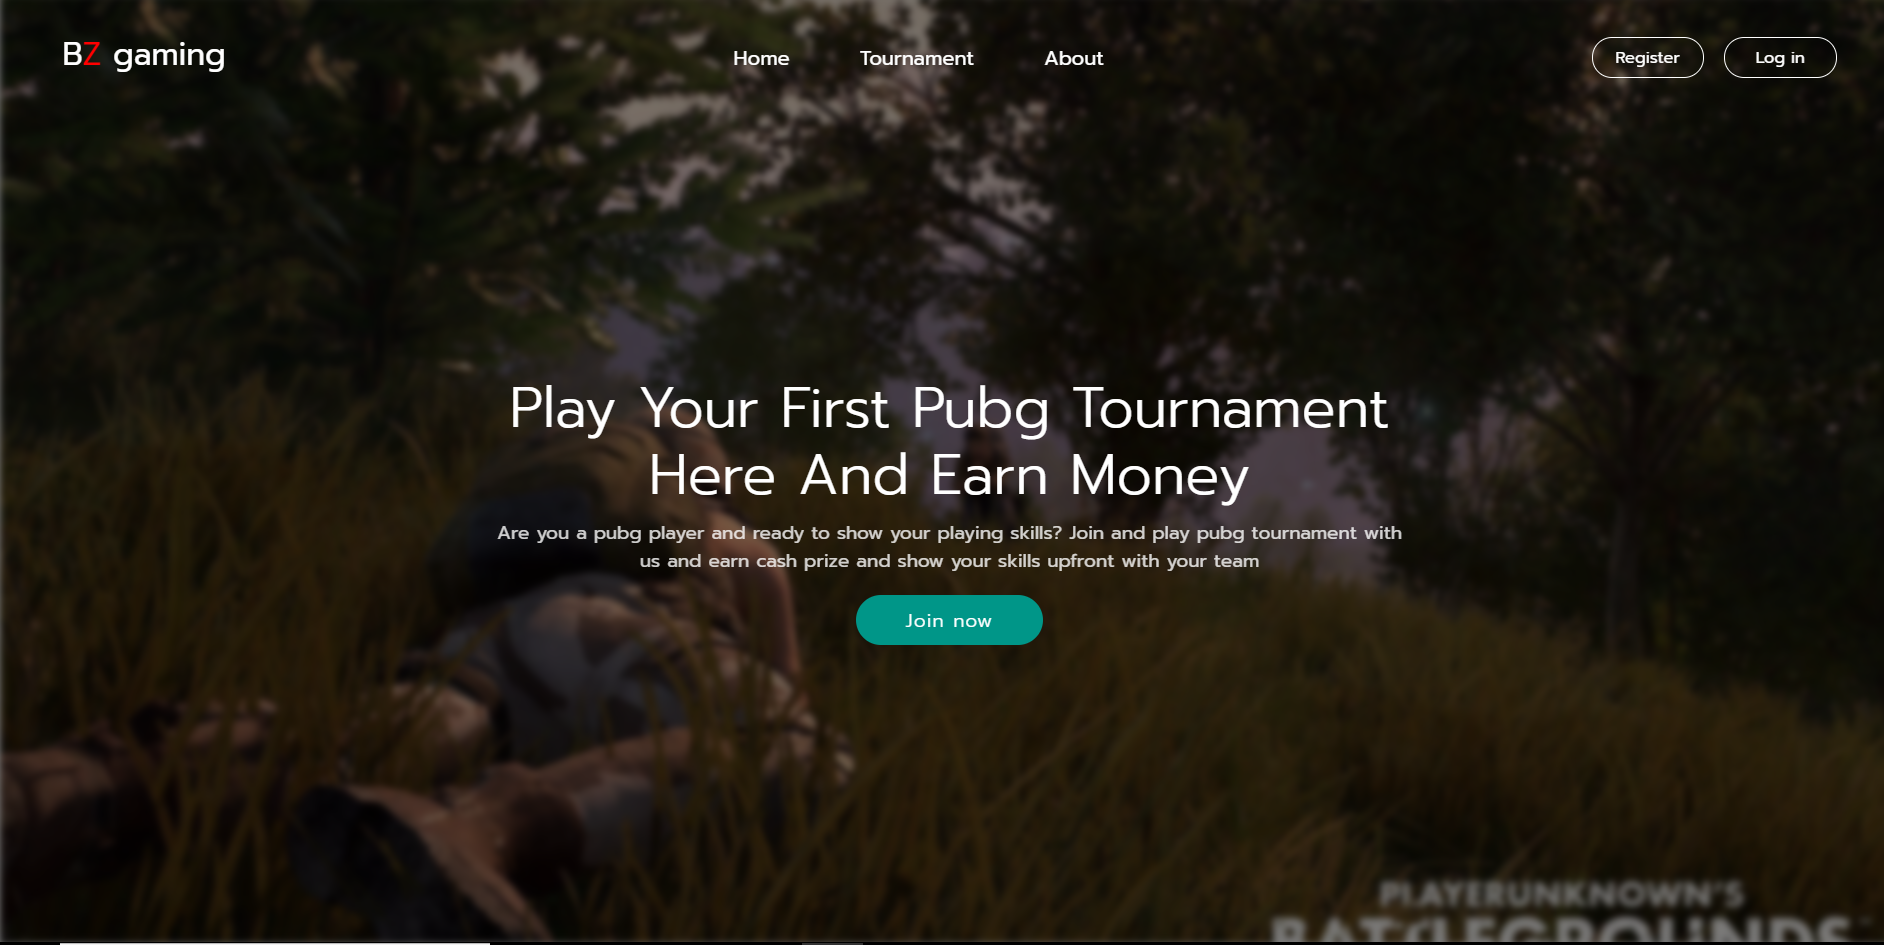 BZ gaming
Home
Tournament
About
Register
Log in
Play Your First Pubg Tournament
Here And Earn Money
Are you a pubg player and ready to show your playing skills? Join and play pubg tournament with
us and earn cash prize and show your skills upfront with your team
Join now
PLAYERUNKNOWN'S
BATTLEGROUNDS